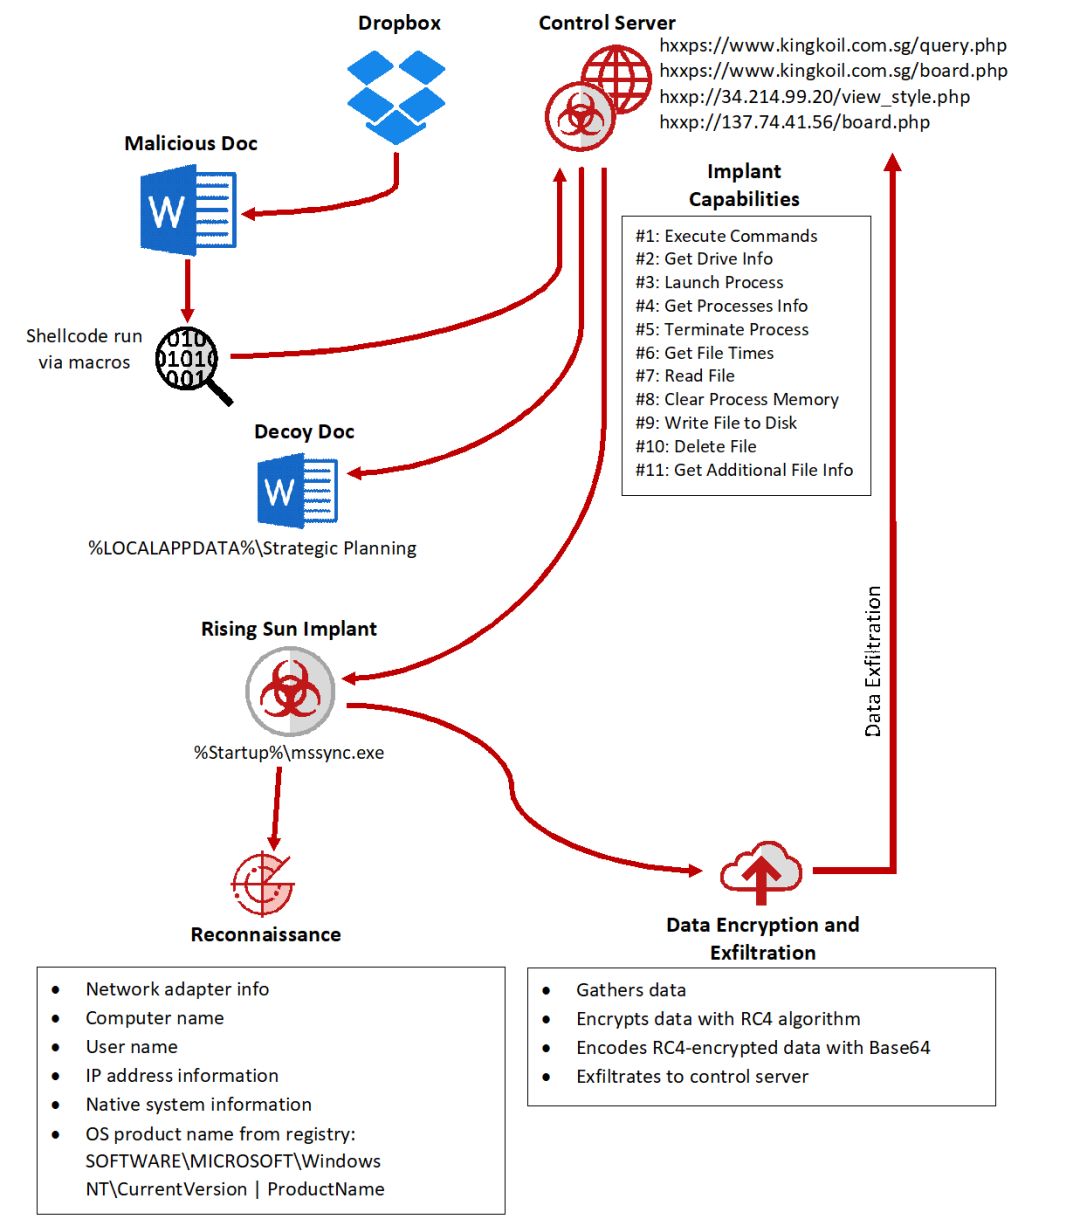 Dropbox
Control Server
hxxps://www.kingkoil.com.sg/query.php
hxxps://www.kingkoil.com.sg/board.php
hxxp://34.214.99.20/view_style.php
hxxp://137.74.41.56/board.php
Malicious Doc
W
Implant
Capabilities
#1: Execute Commands
#2: Get Drive Info
#3: Launch Process
#4: Get Processes Info
#5: Terminate Process
#6: Get File Times
#7: Read File
#8: Clear Process Memory
#9: Write File to Disk
#10: Delete File
#11: Get Additional File Info
Shellcode run
via macros
010
01010
001
Decoy Doc
W
%LOCALAPPDATA%\Strategic Planning
Rising Sun Implant
%Startup%\mssync.exe
Data Exfiltration
Reconnaissance
• Network adapter info
• Computer name
• User name
• IP address information
• Native system information
• OS product name from registry:
SOFTWARE\MICROSOFT\Windows
NT\CurrentVersion | ProductName
Data Encryption and
Exfiltration
• Gathers data
• Encrypts data with RC4 algorithm
• Encodes RC4-encrypted data with Base64
• Exfiltrates to control server